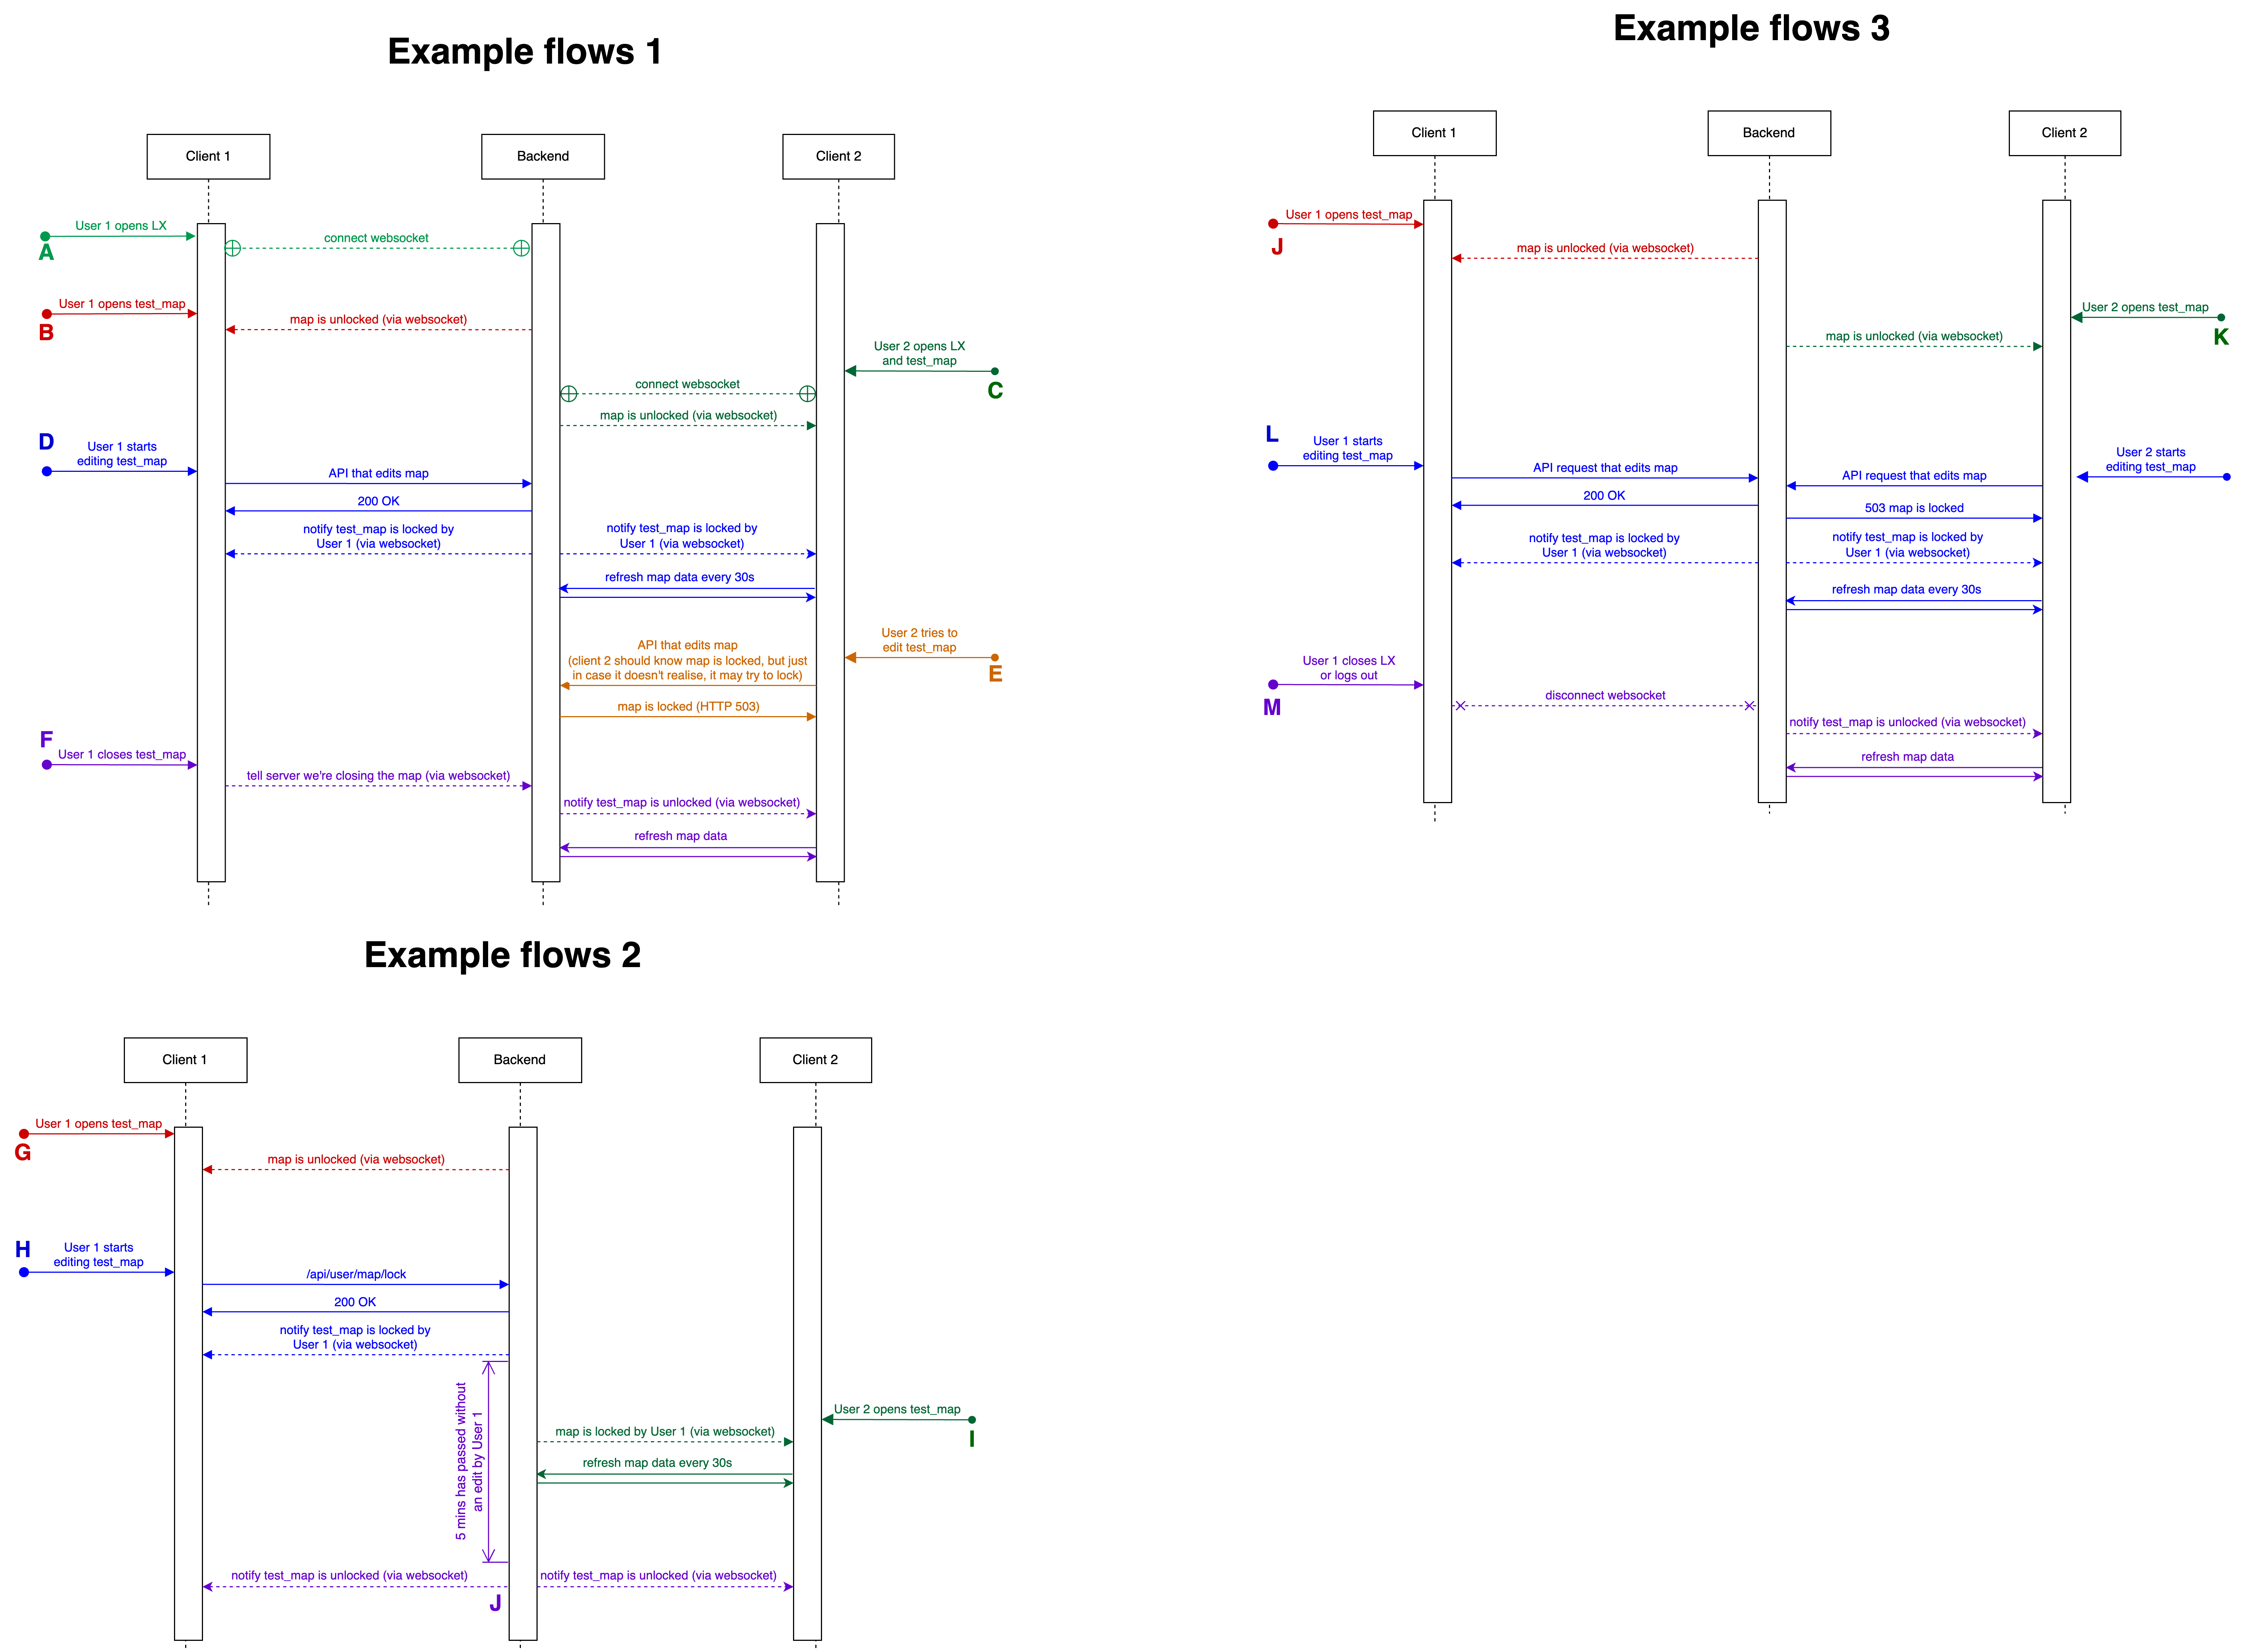 Example flows 1
Client 1
Backend
Client 2
User 1 opens LX
A
connect websocket
User 1 opens test_map
B
map is unlocked (via websocket)
User 2 opens LX
and test_map
C
connect websocket
map is unlocked (via websocket)
D
User 1 starts
editing test_map
API that edits map
200 OK
notify test_map is locked by
User 1 (via websocket)
notify test_map is locked by
User 1 (via websocket)
refresh map data every 30s
User 2 tries to
edit test_map
E
API that edits map
(client 2 should know map is locked, but just
in case it doesn't realise, it may try to lock)
map is locked (HTTP 503)
F
User 1 closes test_map
tell server we're closing the map (via websocket)
notify test_map is unlocked (via websocket)
refresh map data
Example flows 2
Client 1
Backend
Client 2
User 1 opens test_map
G
map is unlocked (via websocket)
H
User 1 starts
editing test_map
/api/user/map/lock
200 OK
notify test_map is locked by
User 1 (via websocket)
5 mins has passed without
an edit by User 1
User 2 opens test_map
I
map is locked by User 1 (via websocket)
refresh map data every 30s
notify test_map is unlocked (via websocket)
notify test_map is unlocked (via websocket)
J
Example flows 3
Client 1
Backend
Client 2
User 1 opens test_map
J
map is unlocked (via websocket)
User 2 opens test_map
K
map is unlocked (via websocket)
L
User 1 starts
editing test_map
User 2 starts
editing test_map
API request that edits map
API request that edits map
200 OK
503 map is locked
notify test_map is locked by
User 1 (via websocket)
notify test_map is locked by
User 1 (via websocket)
refresh map data every 30s
User 1 closes LX
or logs out
M
disconnect websocket
notify test_map is unlocked (via websocket)
refresh map data